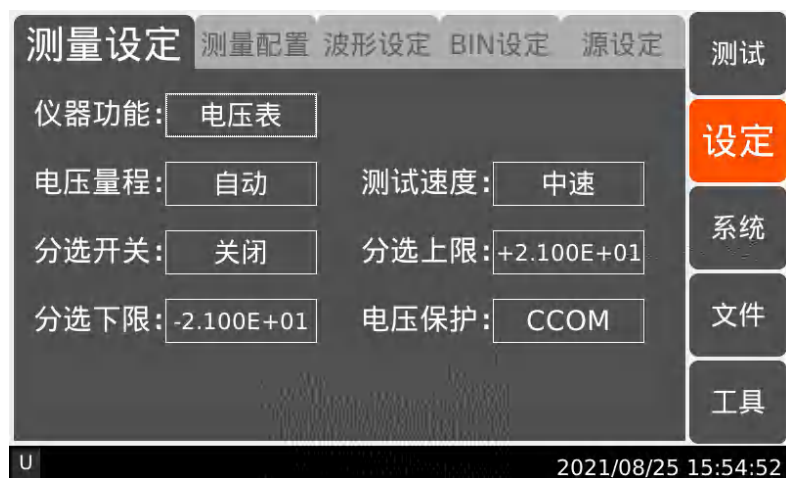 测量设定 测量配置 波形设定 BIN设定 源设定 测试
仪器功能: 电压表
设定
电压量程: 自动 测试速度: 中速
系统
分选开关: 关闭 分选上限: +2.100E+01
分选下限: -2.100E+01 电压保护: CCOM 文件
工具
U 2021/08/25 15:54:52